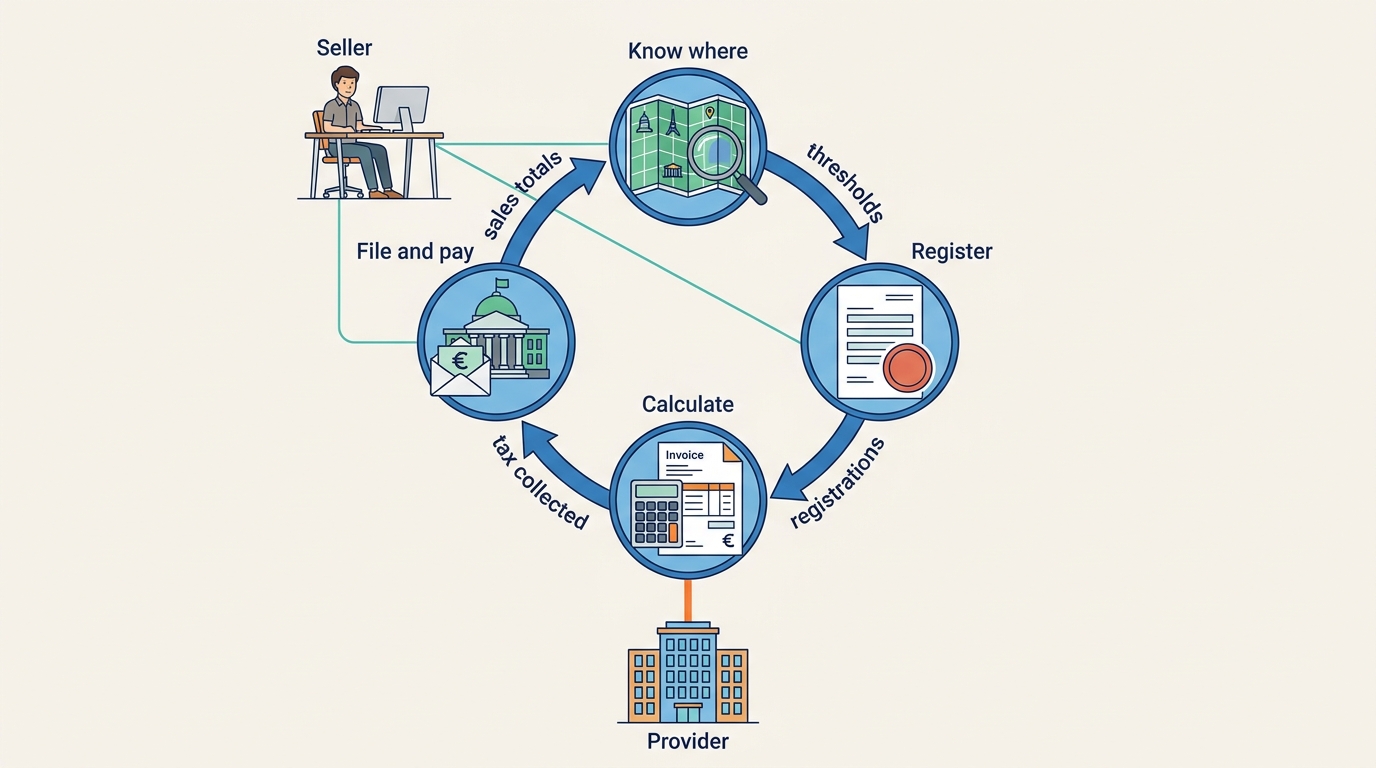 Seller
Know where
sales totals
thresholds
File and pay
Register
€
Calculate
Invoice
€
tax collected
registrations
Provider